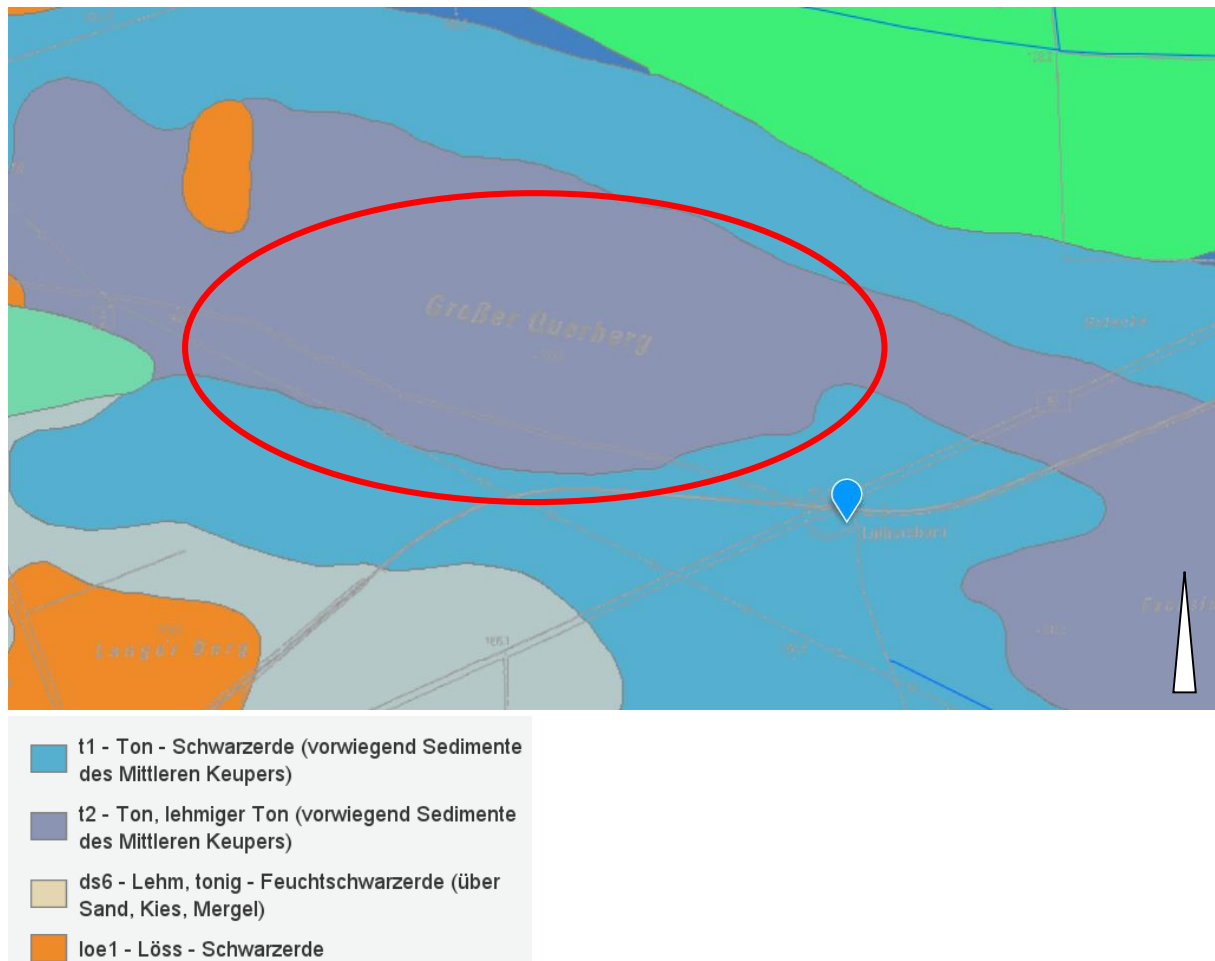 Großer Querberg
Langer Berg
t1 - Ton - Schwarzerde (vorwiegend Sedimente
des Mittleren Keupers)
t2 - Ton, lehmiger Ton (vorwiegend Sedimente
des Mittleren Keupers)
ds6 - Lehm, tonig - Feuchtschwarzerde (über
Sand, Kies, Mergel)
loe1 - Löss - Schwarzerde